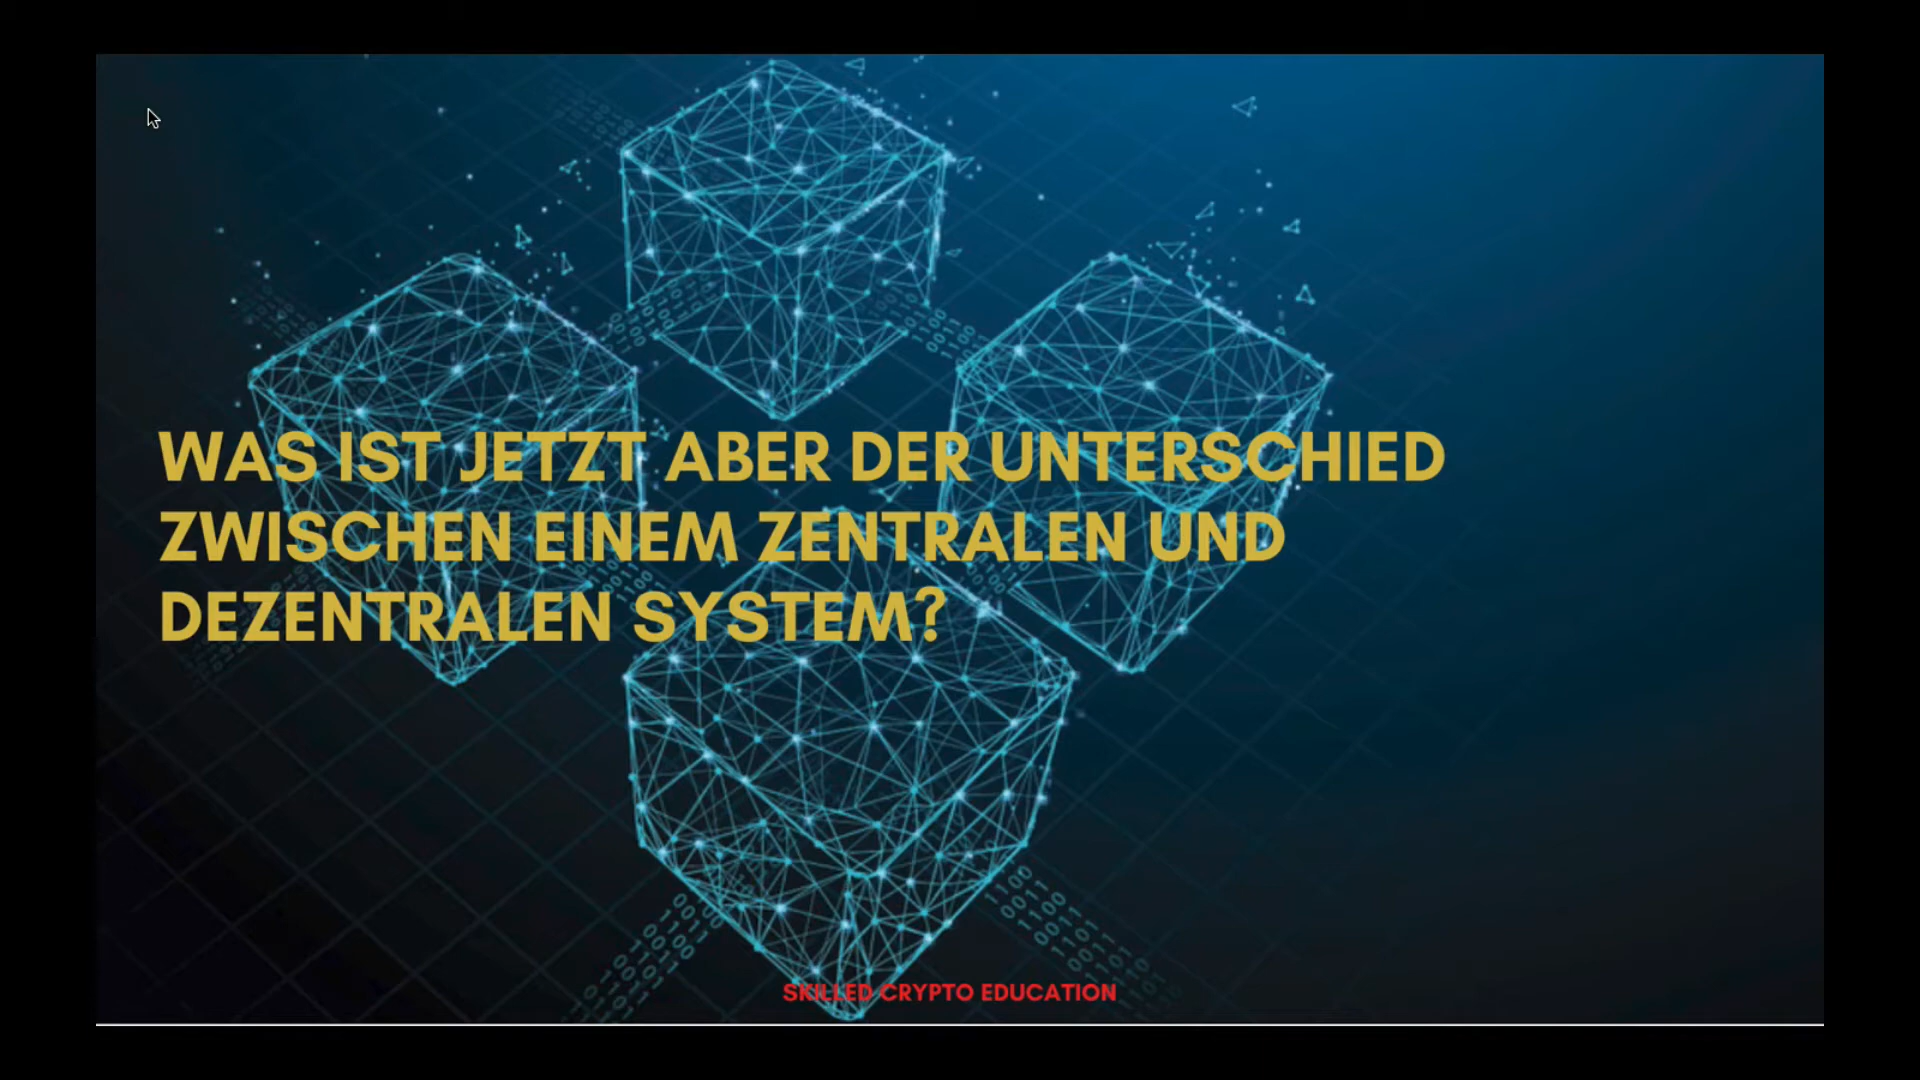 WAS IST JETZT ABER DER UNTERSCHIED
ZWISCHEN EINEM ZENTRALEN UND
DEZENTRALEN SYSTEM?
SKILLED CRYPTO EDUCATION